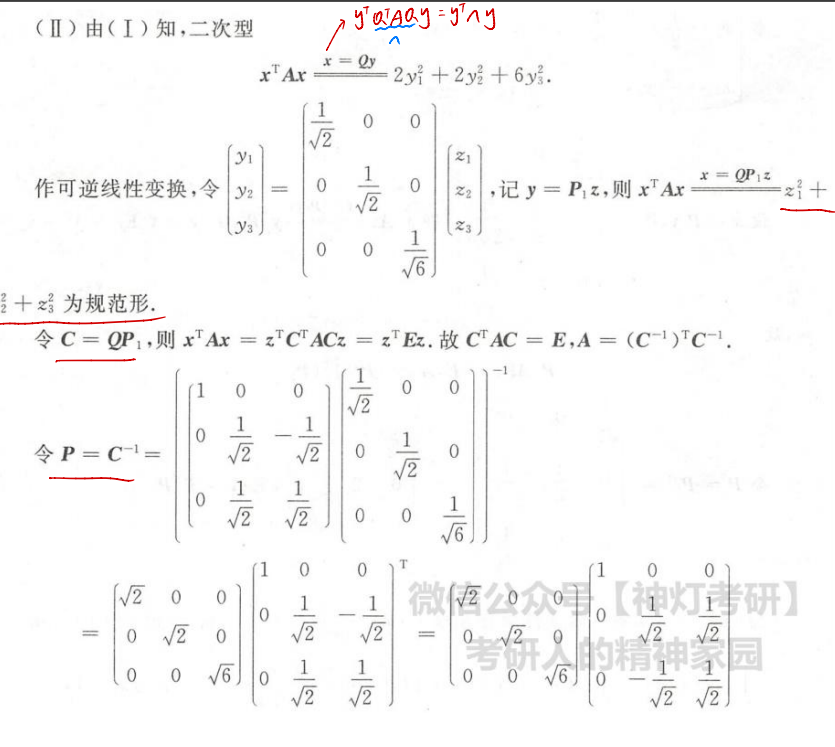 yᵀQᵀAQy = yᵀΛy
Λ
(Ⅱ)由(Ⅰ)知,二次型
xᵀAx ==(x = Qy)== 2y₁² + 2y₂² + 6y₃².
作可逆线性变换,令 [y₁; y₂; y₃] = [1/√2 0 0; 0 1/√2 0; 0 0 1/√6] [z₁; z₂; z₃] ,记 y = P₁z,则 xᵀAx ==(x = QP₁z)== z₁² +
²₂ + z₃² 为规范形.
令 C = QP₁,则 xᵀAx = zᵀCᵀACz = zᵀEz. 故 CᵀAC = E,A = (C⁻¹)ᵀC⁻¹.
令 P = C⁻¹ = ([1 0 0; 0 1/√2 −1/√2; 0 1/√2 1/√2] [1/√2 0 0; 0 1/√2 0; 0 0 1/√6])⁻¹
= [√2 0 0; 0 √2 0; 0 0 √6] [1 0 0; 0 1/√2 −1/√2; 0 1/√2 1/√2]ᵀ = [√2 0 0; 0 √2 0; 0 0 √6] [1 0 0; 0 1/√2 1/√2; 0 −1/√2 1/√2]
微信公众号【神灯考研】
考研人的精神家园